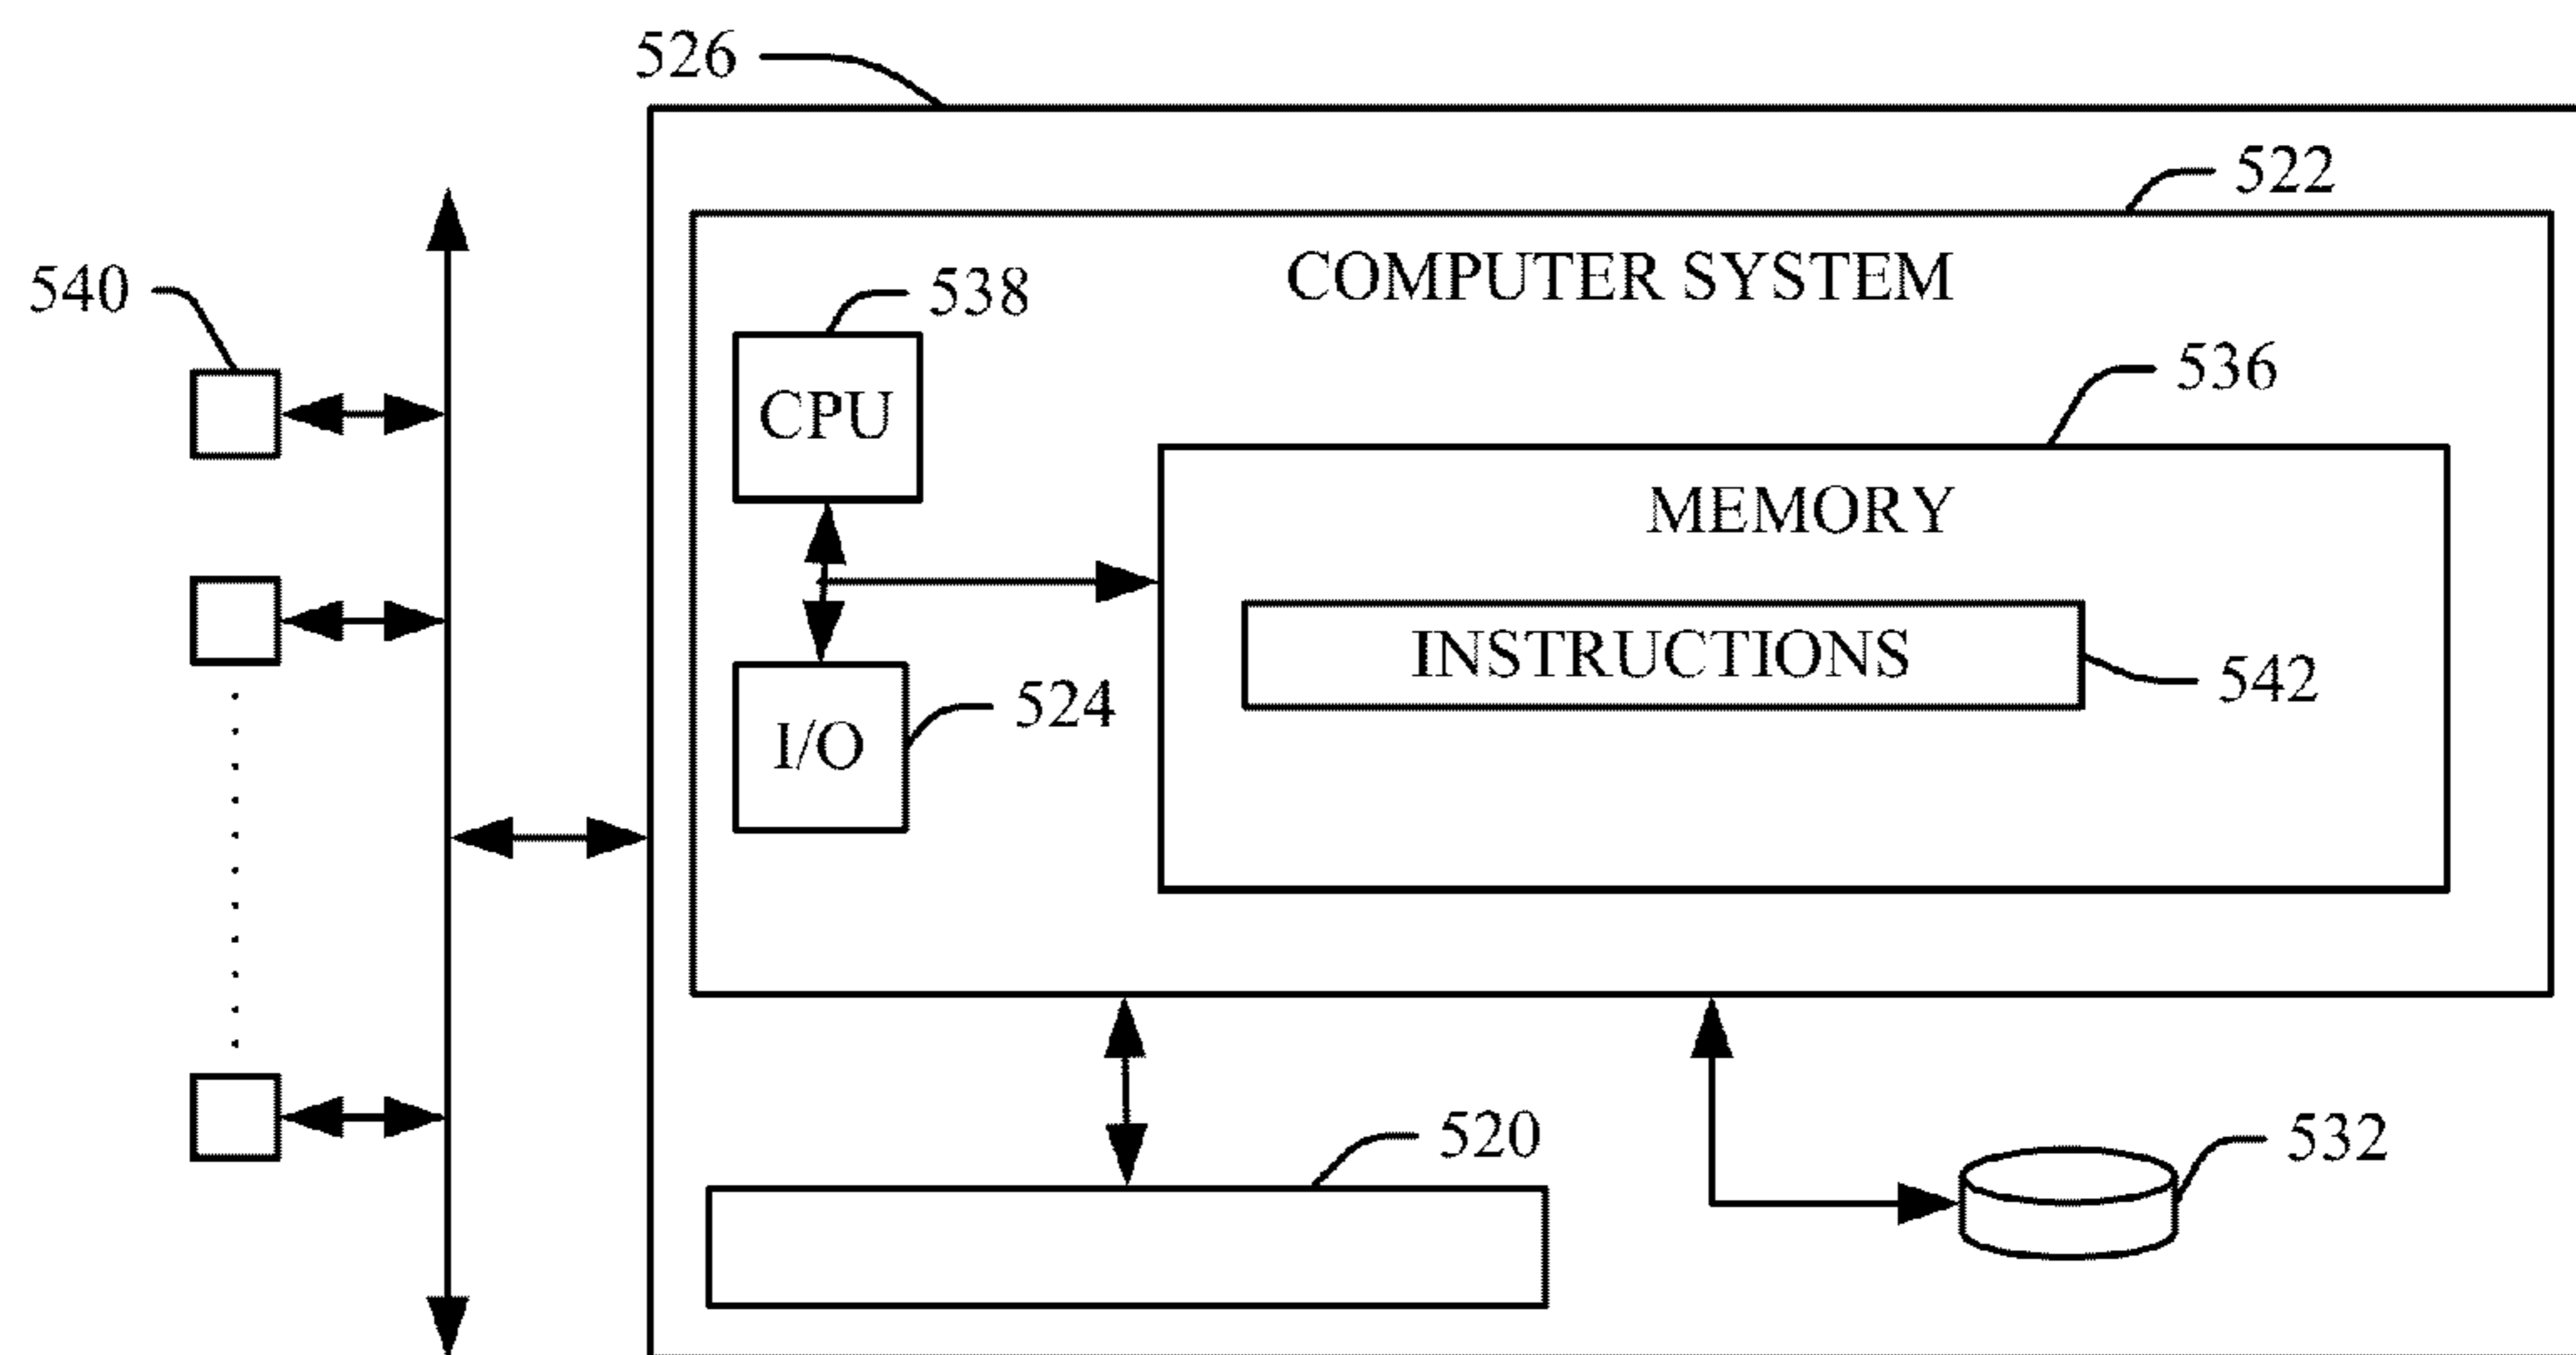 526
522
COMPUTER SYSTEM
540
538
536
CPU
MEMORY
INSTRUCTIONS
542
524
I/O
520
532